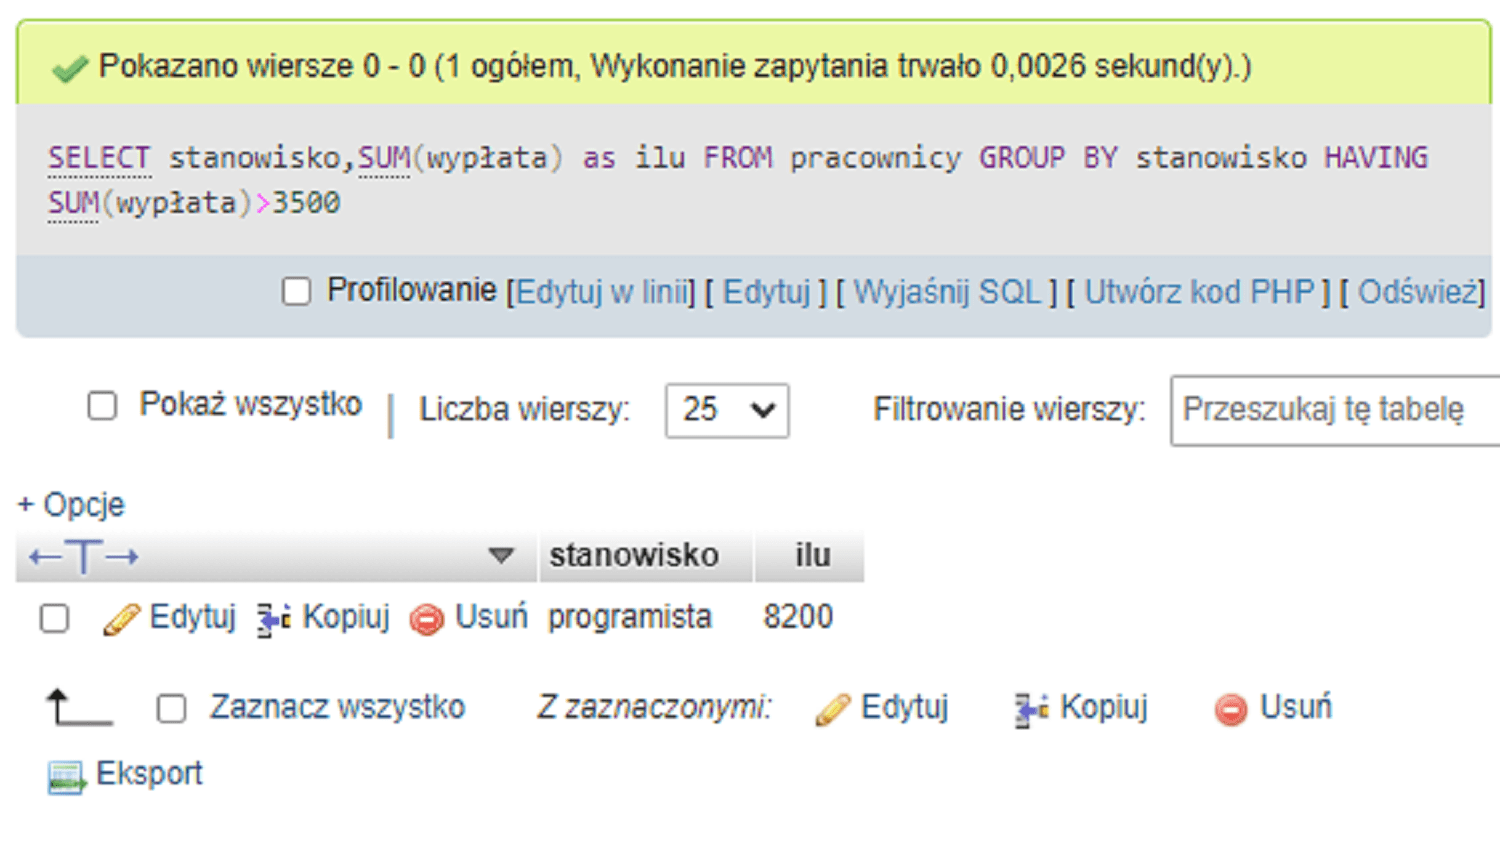 Pokazano wiersze 0 - 0 (1 ogółem, Wykonanie zapytania trwało 0,0026 sekund(y).)
SELECT stanowisko,SUM(wypłata) as ilu FROM pracownicy GROUP BY stanowisko HAVING
SUM(wypłata)>3500
Profilowanie [Edytuj w linii] [ Edytuj ] [ Wyjaśnij SQL ] [ Utwórz kod PHP ] [ Odśwież]
Pokaż wszystko | Liczba wierszy: 25 Filtrowanie wierszy: Przeszukaj tę tabelę
+ Opcje
←T→ stanowisko ilu
Edytuj Kopiuj Usuń programista 8200
Zaznacz wszystko Z zaznaczonymi: Edytuj Kopiuj Usuń
Eksport